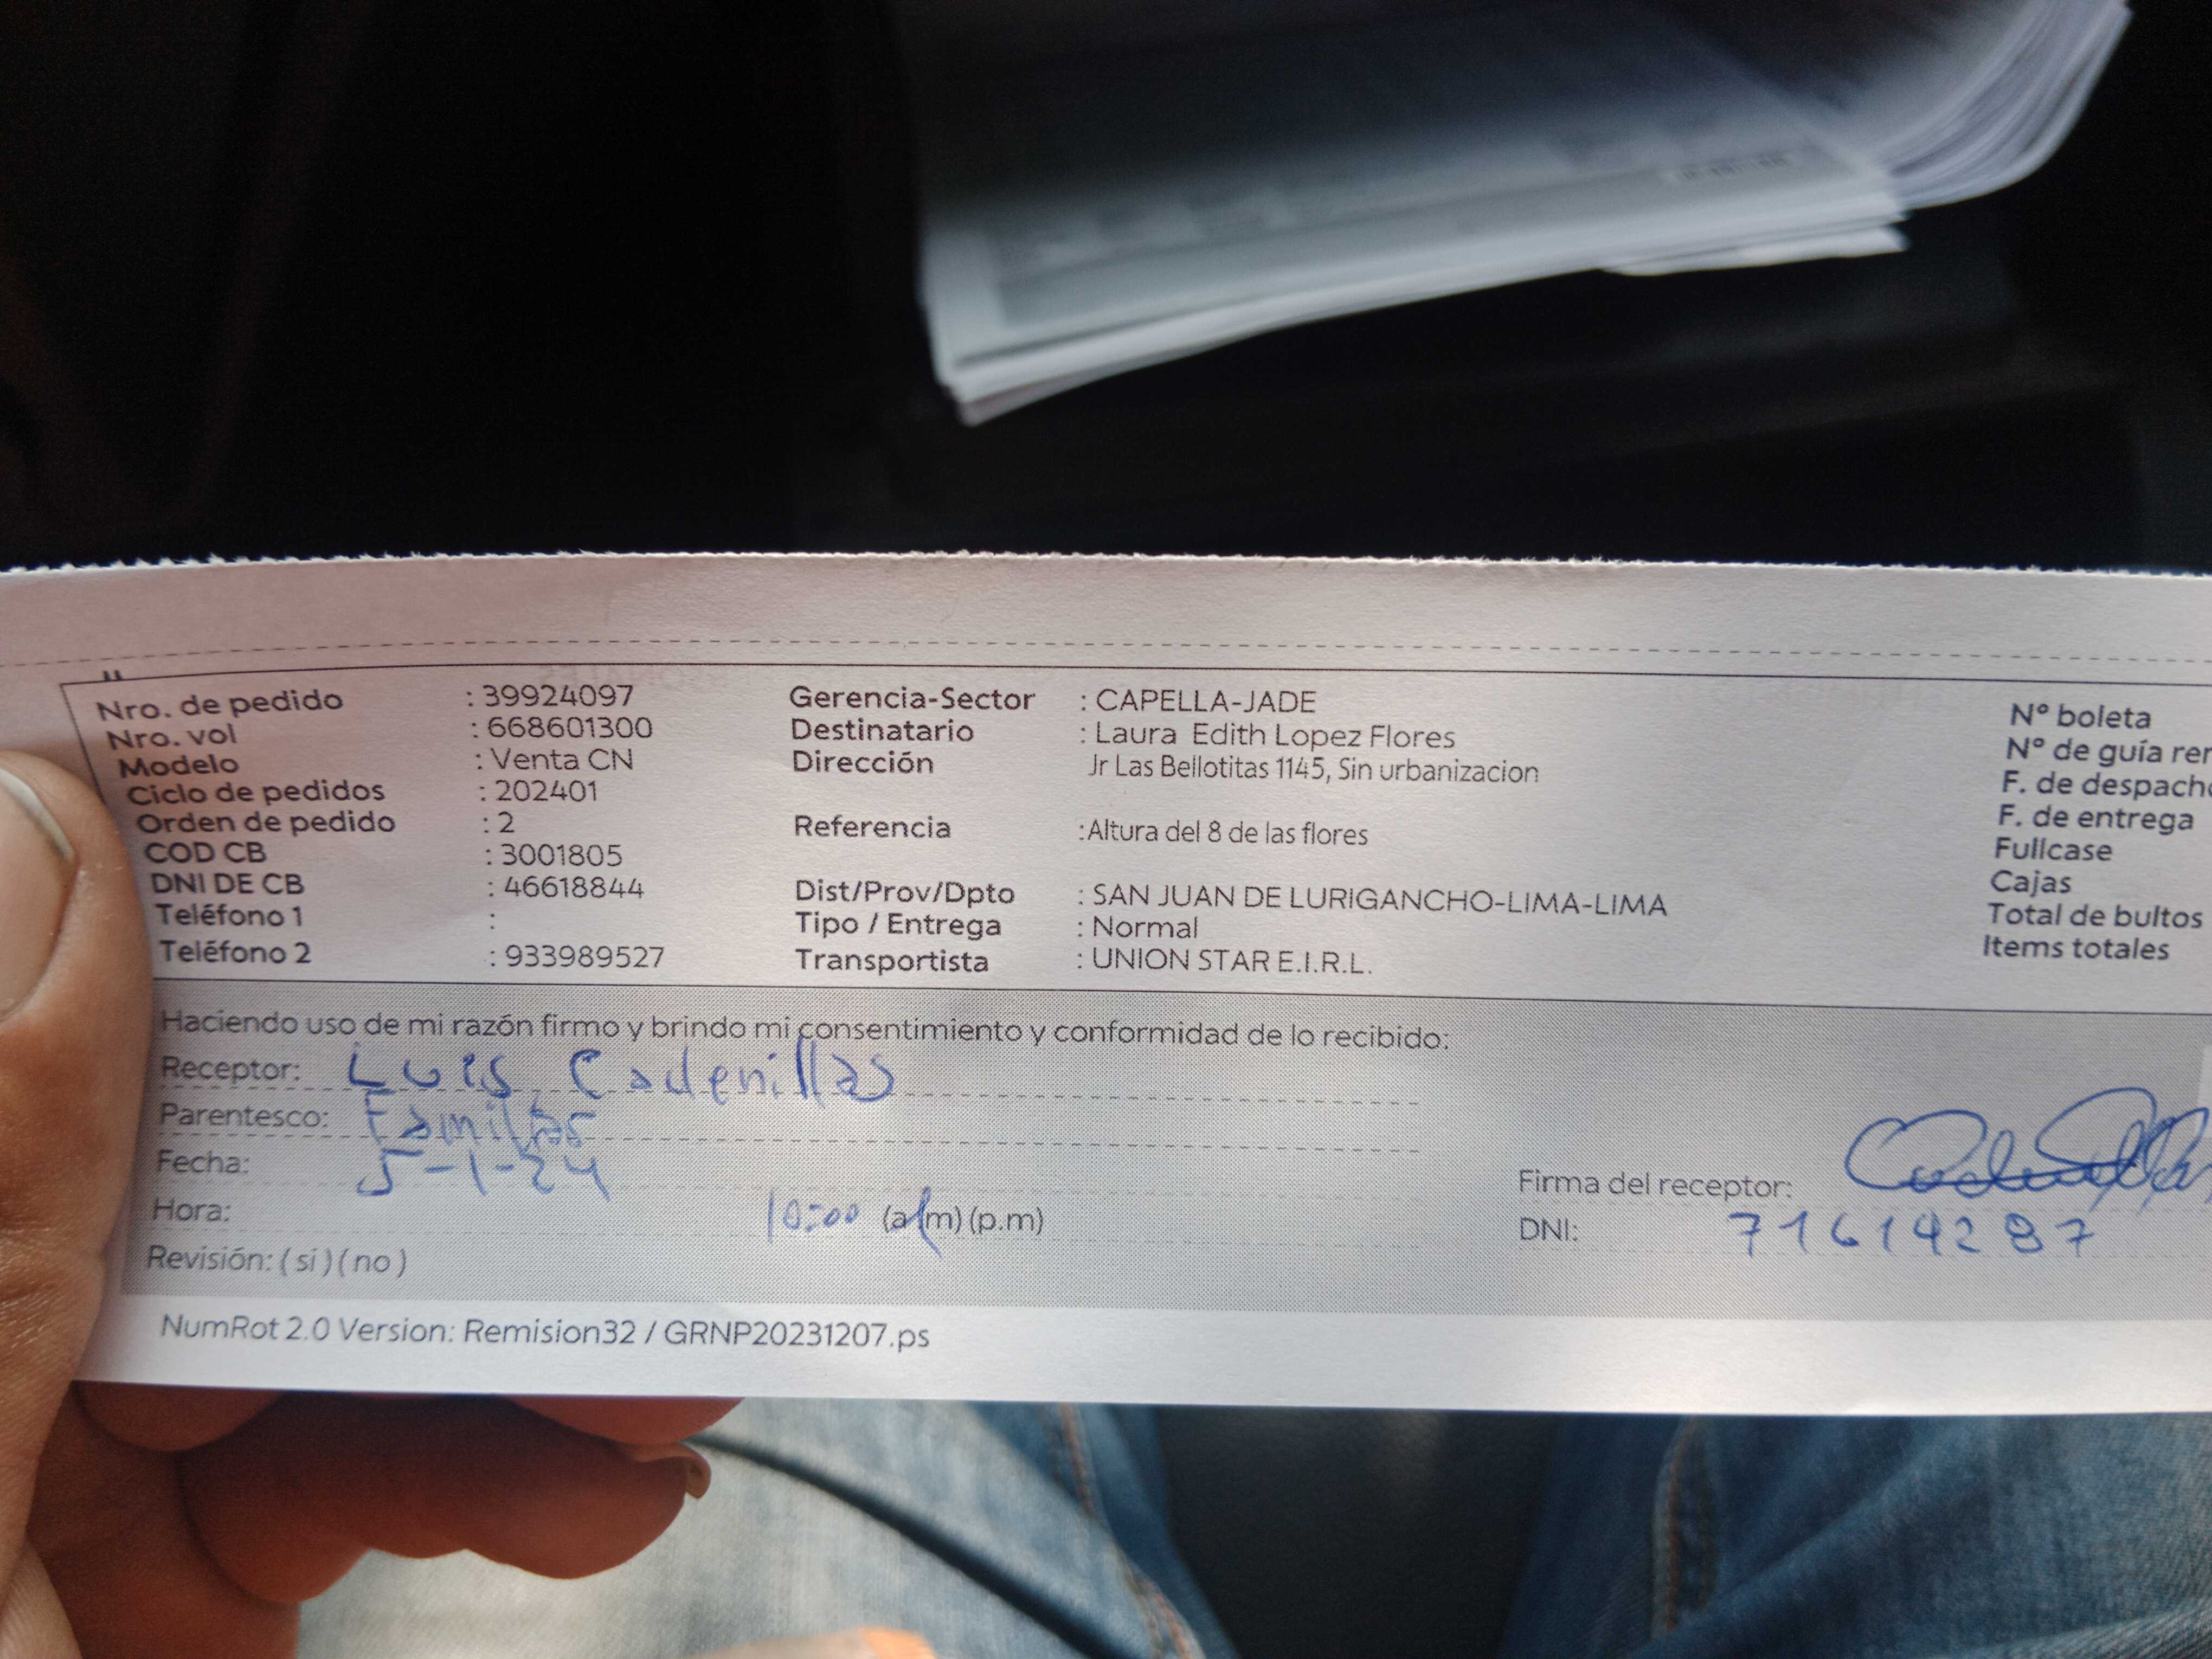 Nro. de pedido : 39924097 Gerencia-Sector : CAPELLA-JADE Nº boleta
Nro. vol : 668601300 Destinatario : Laura Edith Lopez Flores Nº de guía rer
Modelo : Venta CN Dirección Jr Las Bellotitas 1145, Sin urbanizacion F. de despacho
Ciclo de pedidos : 202401 F. de entrega
Orden de pedido : 2 Referencia :Altura del 8 de las flores Fullcase
COD CB : 3001805 Cajas
DNI DE CB : 46618844 Dist/Prov/Dpto : SAN JUAN DE LURIGANCHO-LIMA-LIMA Total de bultos
Teléfono 1 : Tipo / Entrega : Normal Items totales
Teléfono 2 : 933989527 Transportista : UNION STAR E.I.R.L.
Haciendo uso de mi razón firmo y brindo mi consentimiento y conformidad de lo recibido:
Receptor: Luis Cadenillas
Parentesco: Familiar
Fecha: 5-1-24
Firma del receptor:
Hora: 10:00 (a.m) (p.m) DNI: 71614287
Revisión: ( si ) ( no )
NumRot 2.0 Version: Remision32 / GRNP20231207.ps